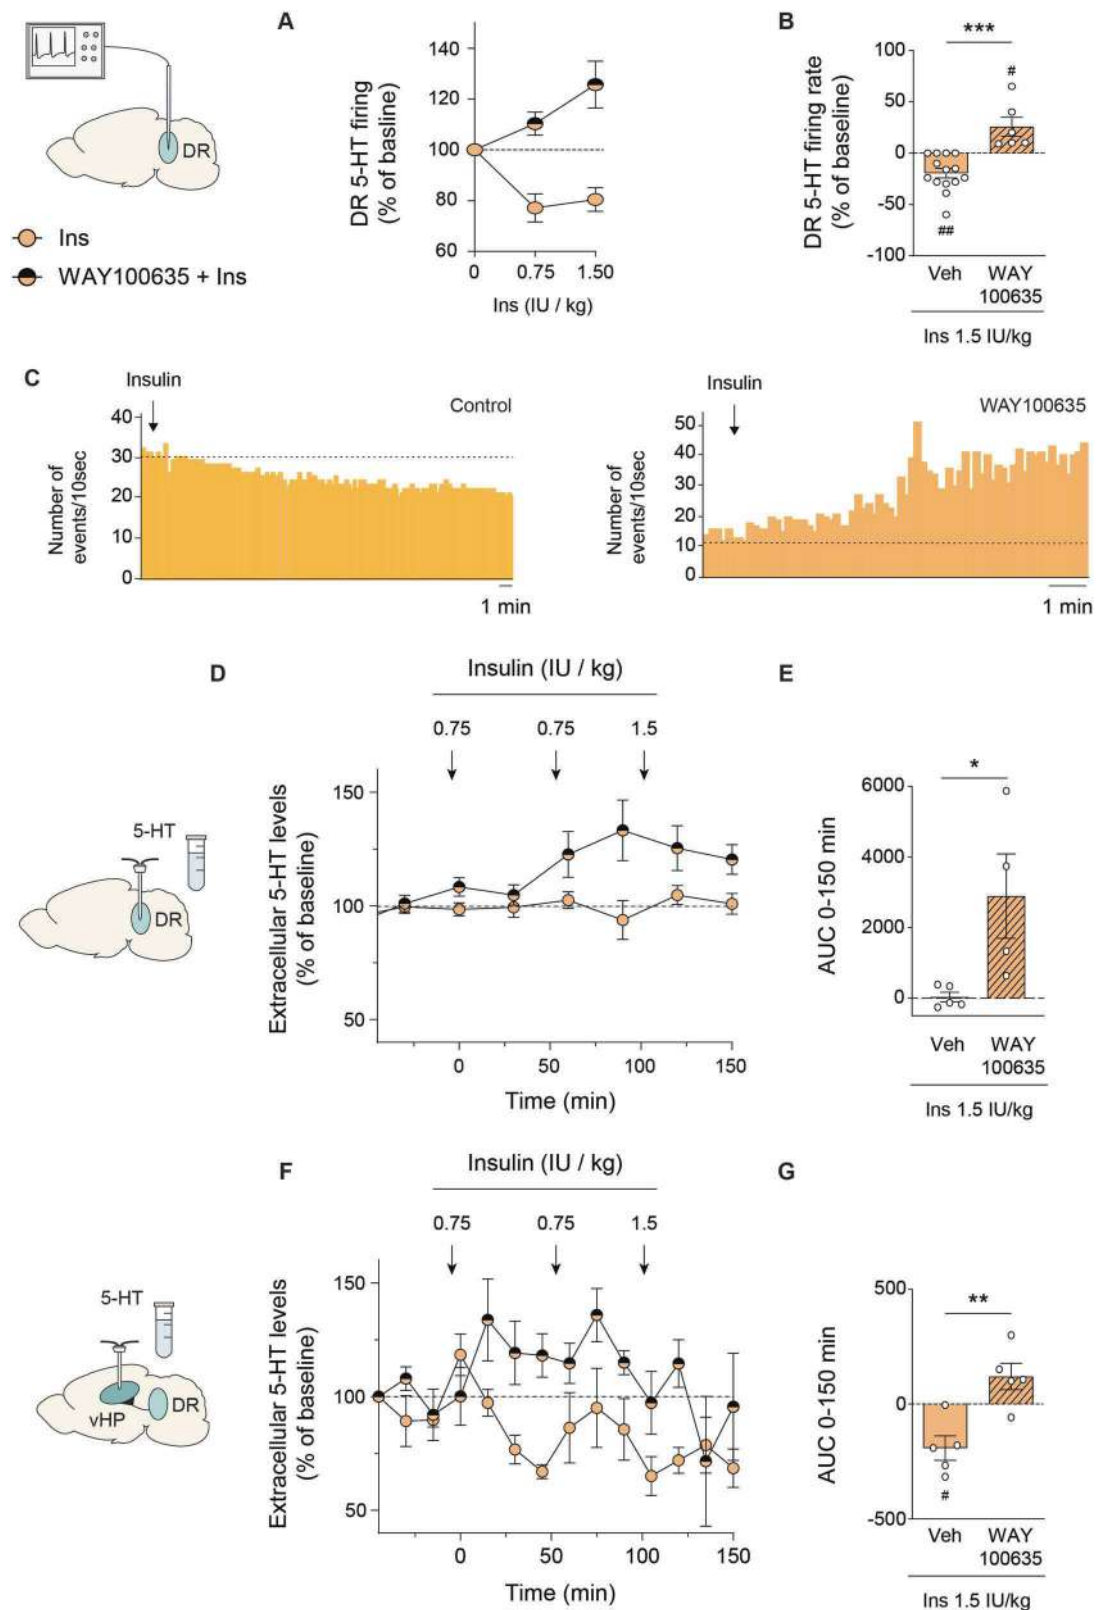 A
DR 5-HT firing
(% of basline)
140
120
100
80
60
0
0.75
1.50
Ins (IU / kg)
DR
Ins
WAY100635 + Ins
B
DR 5-HT firing rate
(% of baseline)
100
50
0
-50
-100
***
#
##
Veh
WAY
100635
Ins 1.5 IU/kg
C
Insulin
Control
Number of
events/10sec
40
30
20
10
0
1 min
Insulin
WAY100635
Number of
events/10sec
50
40
30
20
10
0
1 min
D
Insulin (IU / kg)
0.75
0.75
1.5
5-HT
DR
Extracellular 5-HT levels
(% of baseline)
150
100
50
0
50
100
150
Time (min)
E
AUC 0-150 min
6000
4000
2000
0
*
Veh
WAY
100635
Ins 1.5 IU/kg
F
Insulin (IU / kg)
0.75
0.75
1.5
5-HT
vHP
DR
Extracellular 5-HT levels
(% of baseline)
150
100
50
0
50
100
150
Time (min)
G
AUC 0-150 min
500
0
-500
**
#
Veh
WAY
100635
Ins 1.5 IU/kg